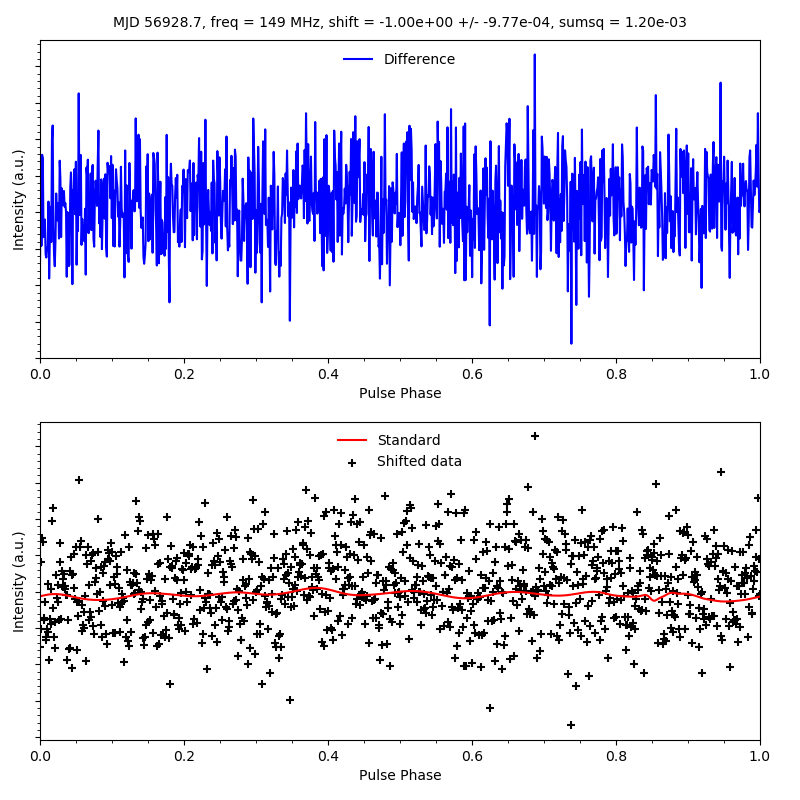 MJD 56928.7, freq = 149 MHz, shift = -1.00e+00 +/- -9.77e-04, sumsq = 1.20e-03
Difference
Intensity (a.u.)
0.0 0.2 0.4 0.6 0.8 1.0
Pulse Phase
Standard
Shifted data
Intensity (a.u.)
0.0 0.2 0.4 0.6 0.8 1.0
Pulse Phase